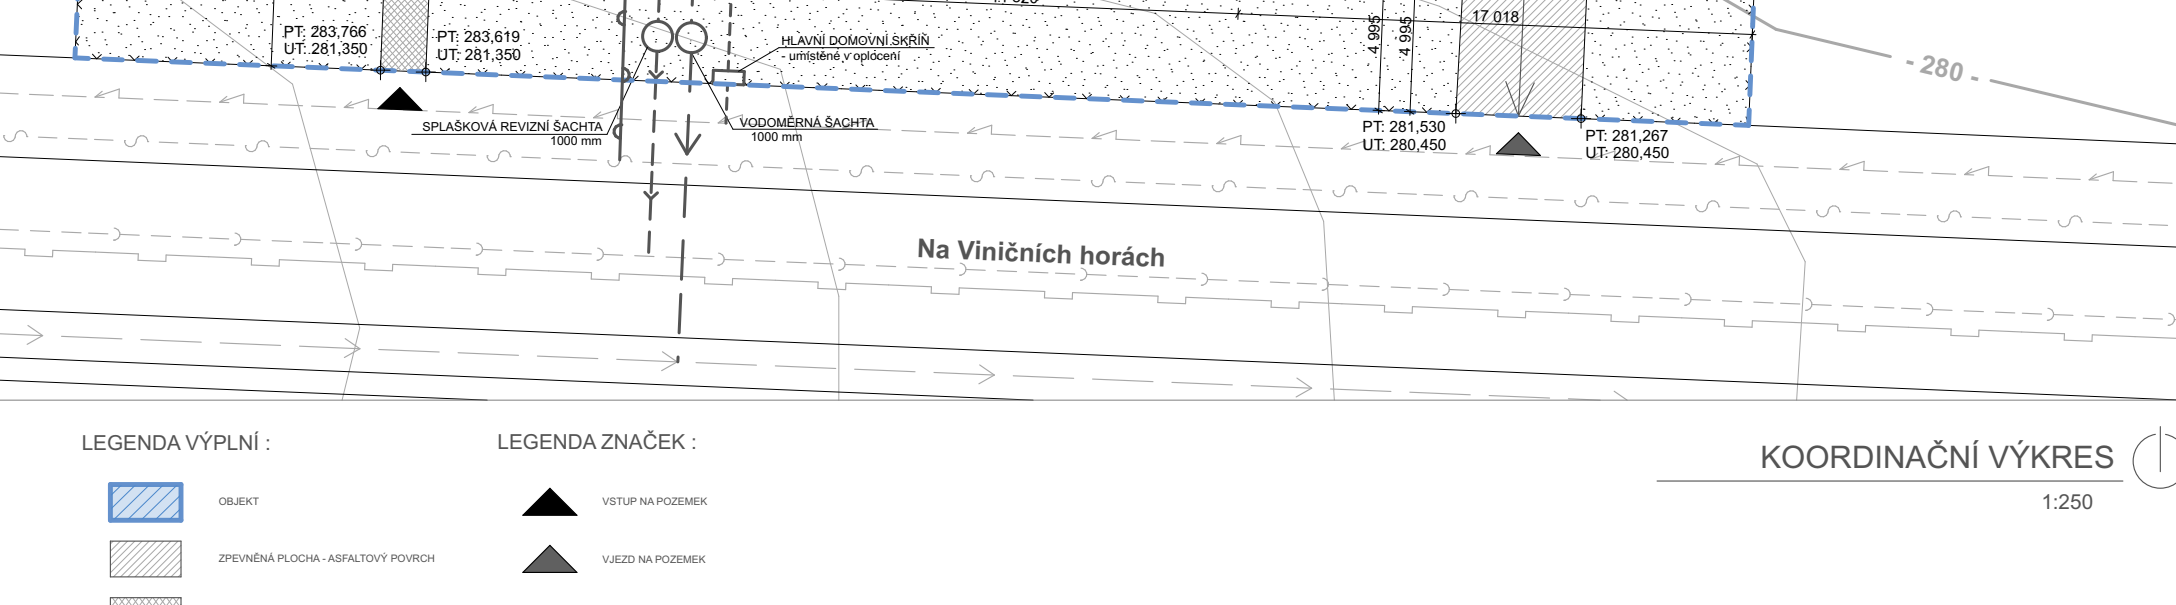 17 018
4 995
4 995
PT: 283,766
UT: 281,350
PT: 283,619
UT: 281,350
HLAVNÍ DOMOVNÍ SKŘÍŇ
- umístěné v oplocení
- 280 -
SPLAŠKOVÁ REVIZNÍ ŠACHTA
1000 mm
VODOMĚRNÁ ŠACHTA
1000 mm
PT: 281,530
UT: 280,450
PT: 281,267
UT: 280,450
Na Viničních horách
LEGENDA VÝPLNÍ :
LEGENDA ZNAČEK :
KOORDINAČNÍ VÝKRES
1:250
OBJEKT
VSTUP NA POZEMEK
ZPEVNĚNÁ PLOCHA - ASFALTOVÝ POVRCH
VJEZD NA POZEMEK